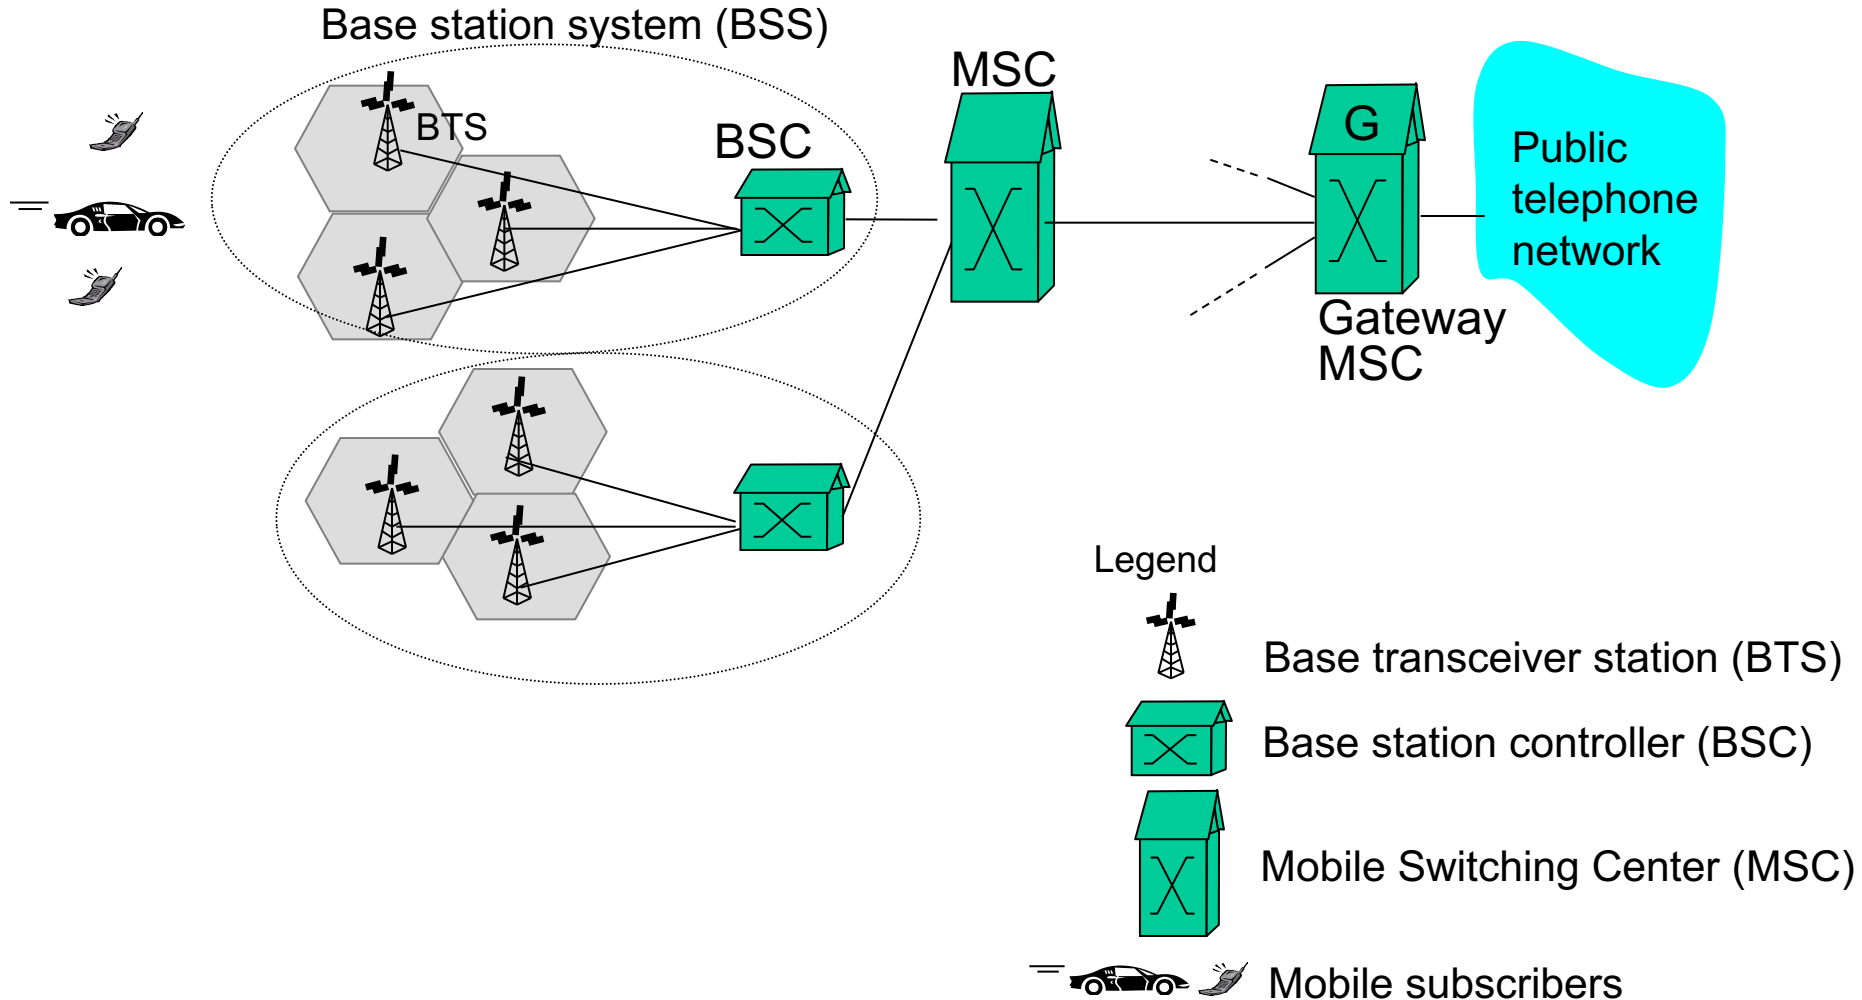 Base station system (BSS)
MSC
BTS
BSC
G
Public
telephone
network
Gateway
MSC
Legend
Base transceiver station (BTS)
Base station controller (BSC)
Mobile Switching Center (MSC)
Mobile subscribers